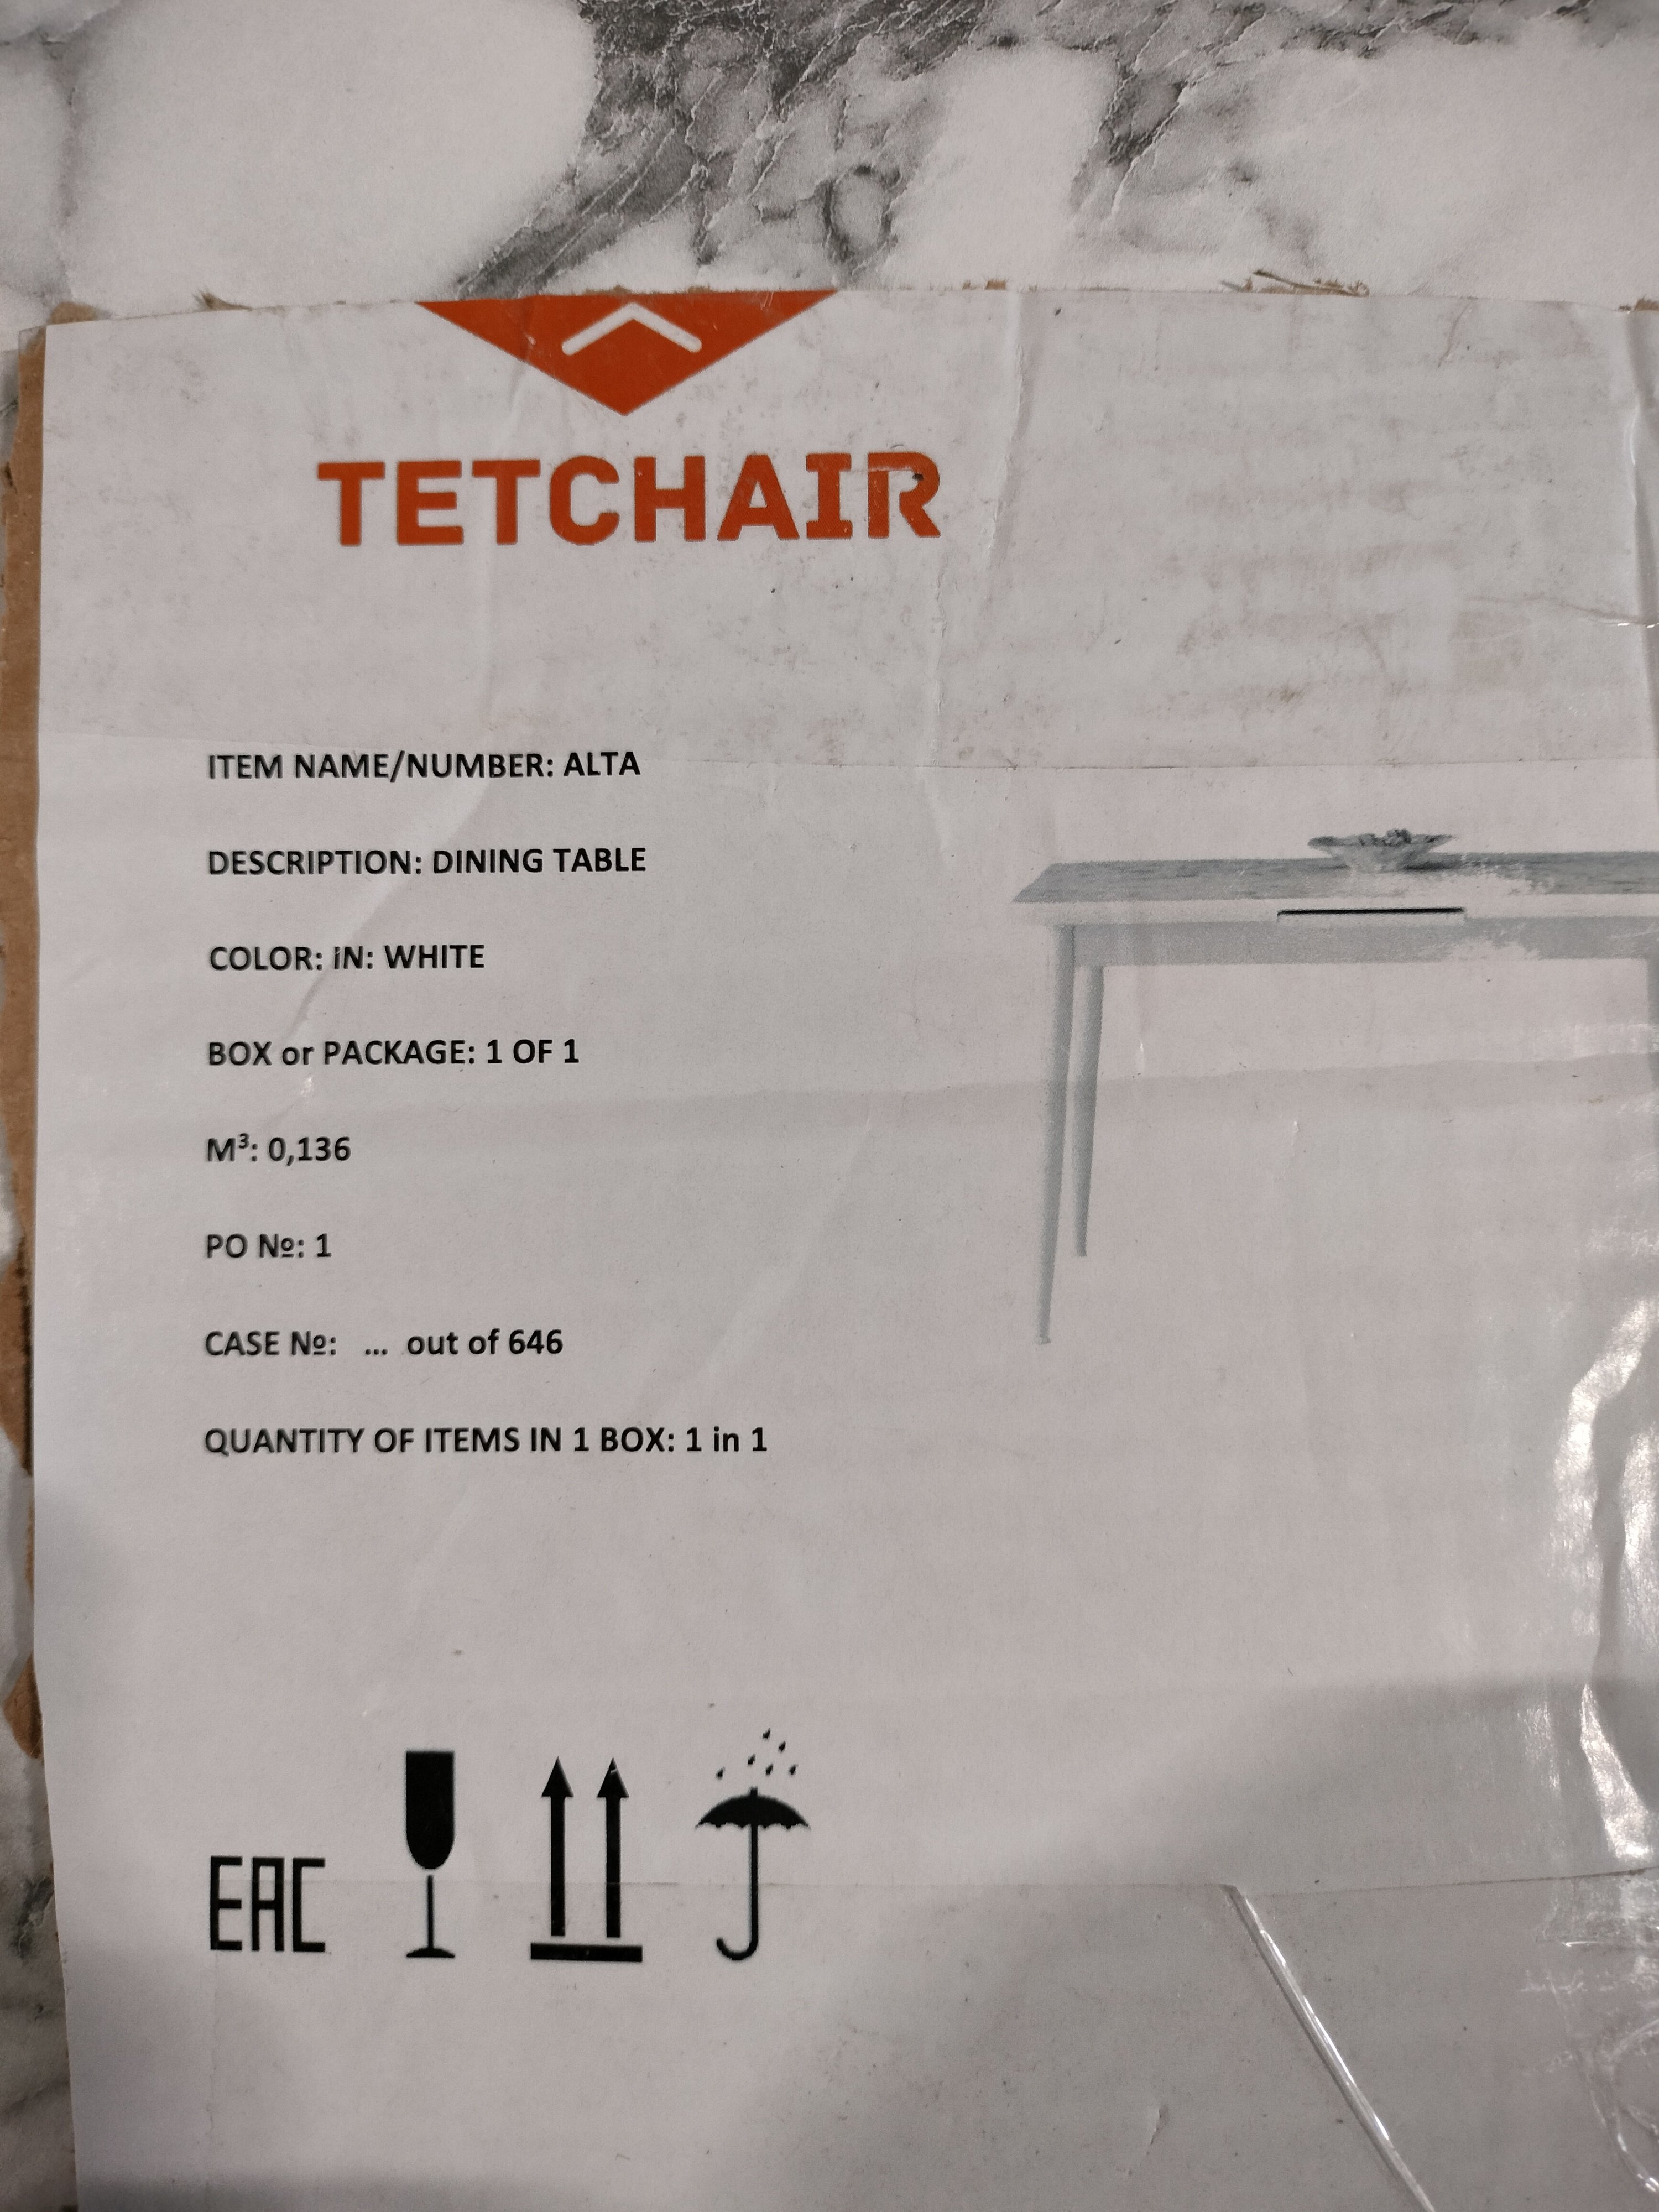 TETCHAIR
ITEM NAME/NUMBER: ALTA
DESCRIPTION: DINING TABLE
COLOR: iN: WHITE
BOX or PACKAGE: 1 OF 1
M³: 0,136
PO №: 1
CASE №: ... out of 646
QUANTITY OF ITEMS IN 1 BOX: 1 in 1
EAC